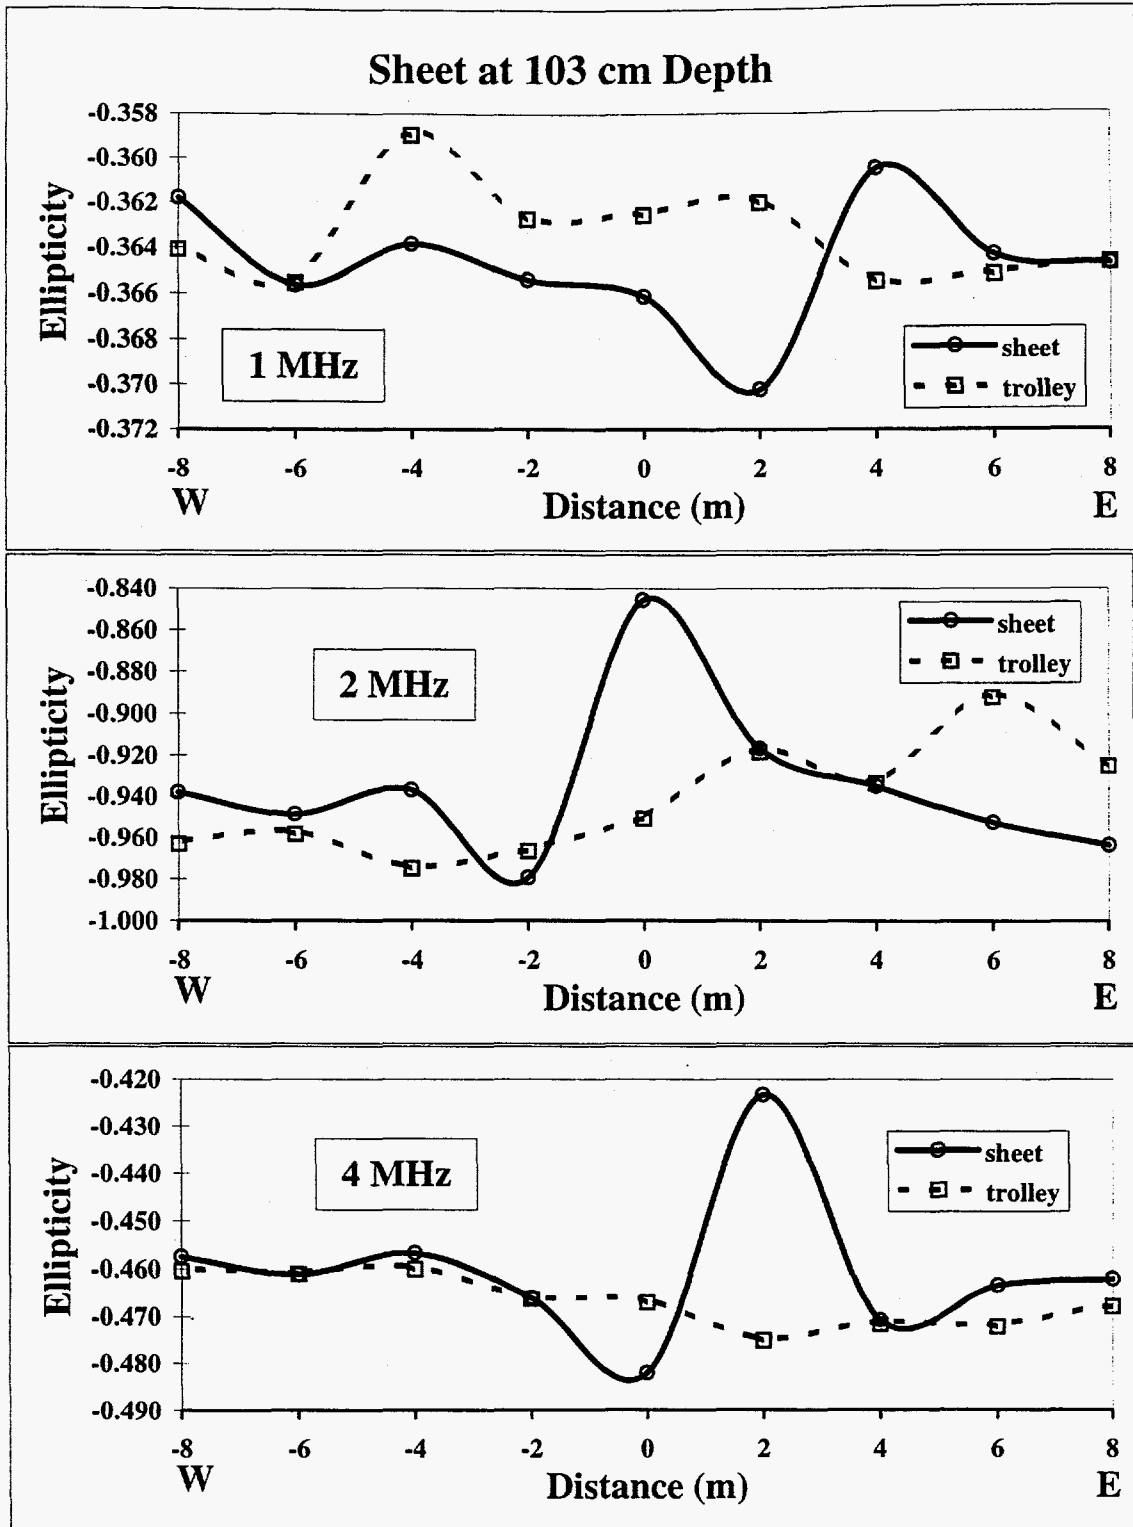 Sheet at 103 cm Depth
Ellipticity
-0.358
-0.360
-0.362
-0.364
-0.366
-0.368
-0.370
-0.372
1 MHz
sheet
trolley
-8 -6 -4 -2 0 2 4 6 8
W Distance (m) E
Ellipticity
-0.840
-0.860
-0.880
-0.900
-0.920
-0.940
-0.960
-0.980
-1.000
2 MHz
sheet
trolley
-8 -6 -4 -2 0 2 4 6 8
W Distance (m) E
Ellipticity
-0.420
-0.430
-0.440
-0.450
-0.460
-0.470
-0.480
-0.490
4 MHz
sheet
trolley
-8 -6 -4 -2 0 2 4 6 8
W Distance (m) E